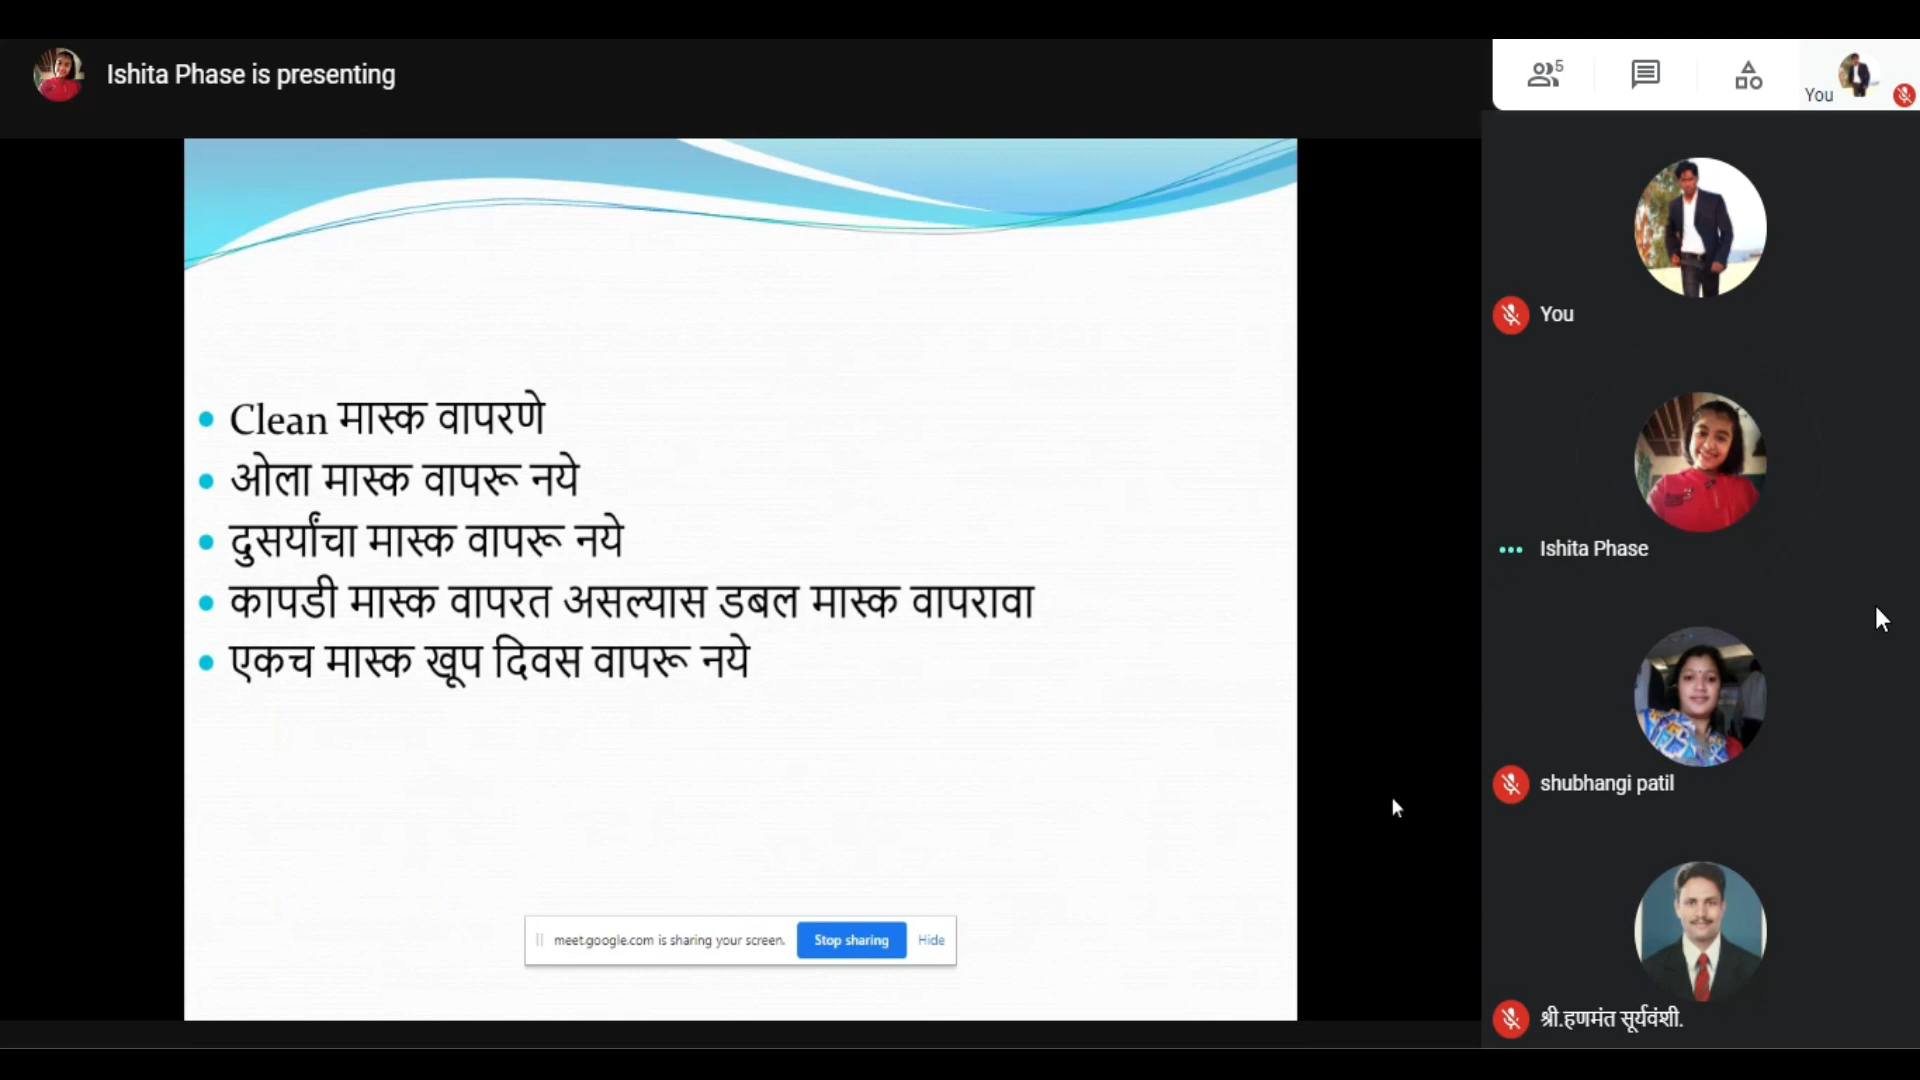 Ishita Phase is presenting
5
You
Clean मास्क वापरणे
ओला मास्क वापरू नये
दुसर्यांचा मास्क वापरू नये
कापडी मास्क वापरत असल्यास डबल मास्क वापरावा
एकच मास्क खूप दिवस वापरू नये
meet.google.com is sharing your screen. Stop sharing Hide
You
Ishita Phase
shubhangi patil
श्री.हणमंत सूर्यवंशी.